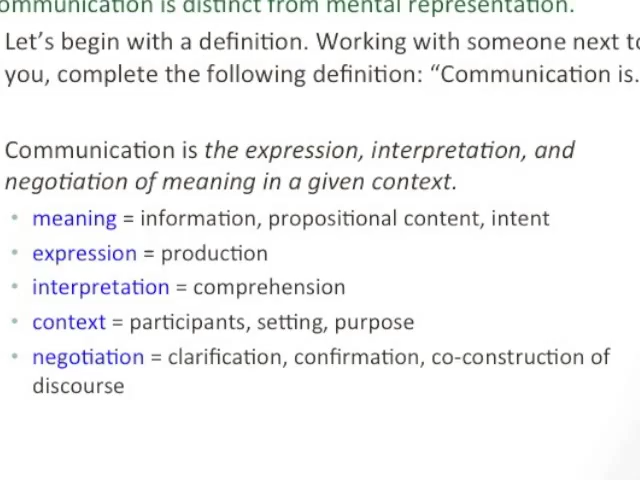 ommunication is distinct from mental representation.
Let's begin with a definition. Working with someone next to
you, complete the following definition: "Communication is.
Communication is the expression, interpretation, and
negotiation of meaning in a given context.
• meaning = information, propositional content, intent
• expression = production
• interpretation = comprehension
• context = participants, setting, purpose
• negotiation = clarification, confirmation, co-construction of
discourse